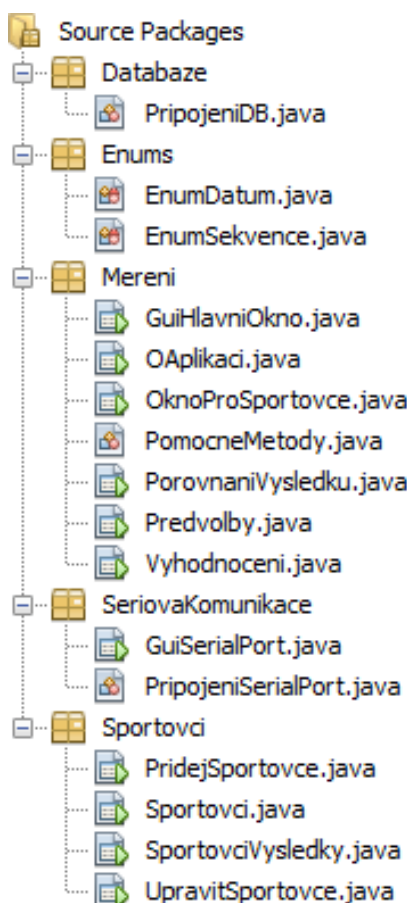 Source Packages
Databaze
PripojeniDB.java
Enums
EnumDatum.java
EnumSekvence.java
Mereni
GuiHlavniOkno.java
OAplikaci.java
OknoProSportovce.java
PomocneMetody.java
PorovnaniVysledku.java
Predvolby.java
Vyhodnoceni.java
SeriovaKomunikace
GuiSerialPort.java
PripojeniSerialPort.java
Sportovci
PridejSportovce.java
Sportovci.java
SportovciVysledky.java
UpravitSportovce.java